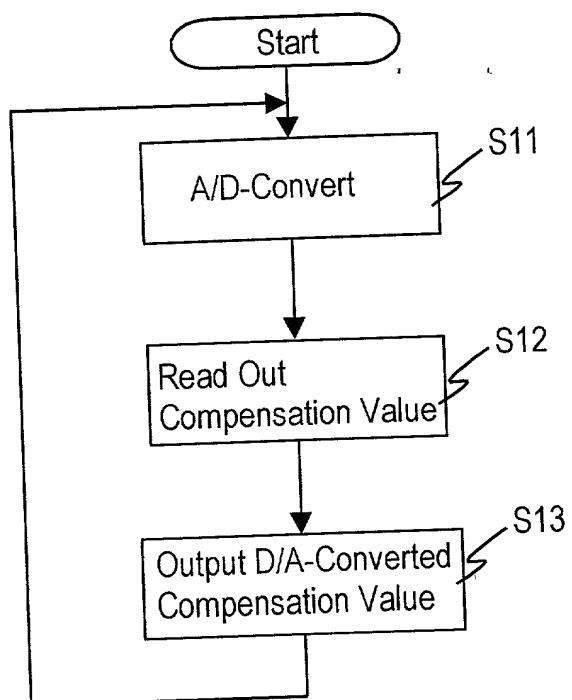 Start
A/D-Convert
S11
Read Out
Compensation Value
S12
Output D/A-Converted
Compensation Value
S13